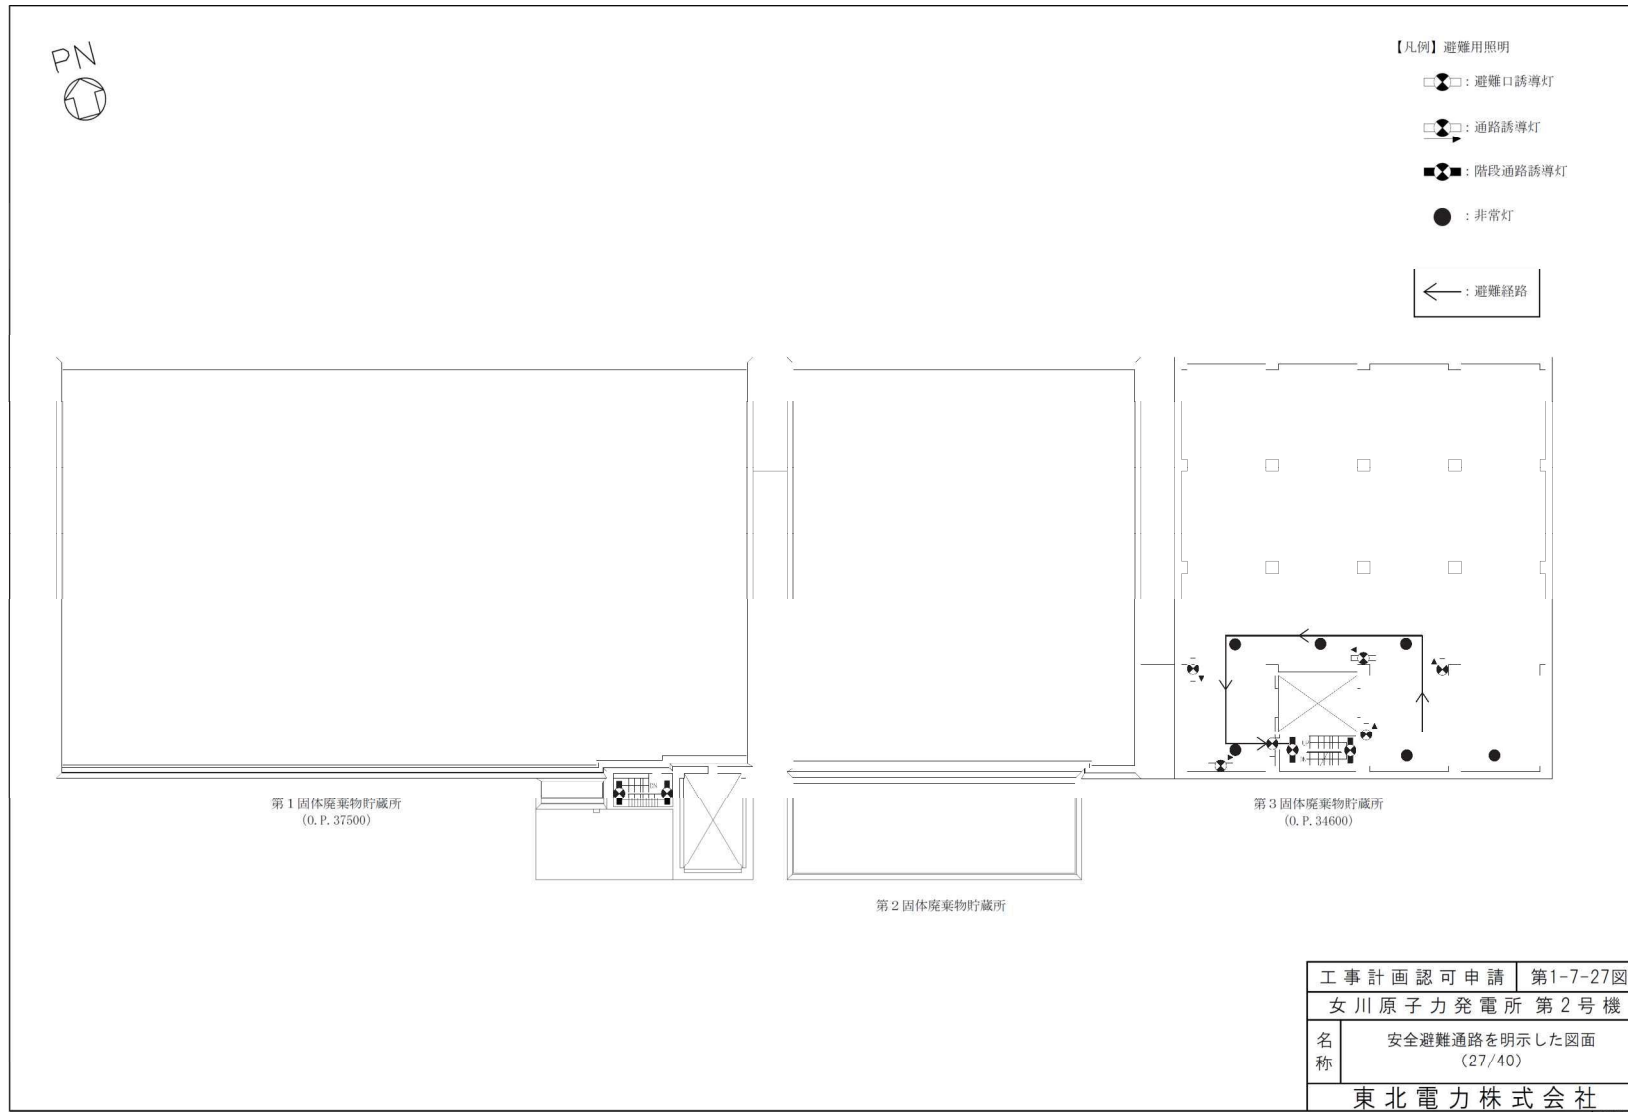 PN
【凡例】避難用照明
：避難口誘導灯
：通路誘導灯
：階段通路誘導灯
：非常灯
：避難経路
第１固体廃棄物貯蔵所
(O.P.37500)
第２固体廃棄物貯蔵所
第３固体廃棄物貯蔵所
(O.P.34600)
工事計画認可申請 第1-7-27図
女川原子力発電所 第２号機
名称 安全避難通路を明示した図面
(27/40)
東北電力株式会社